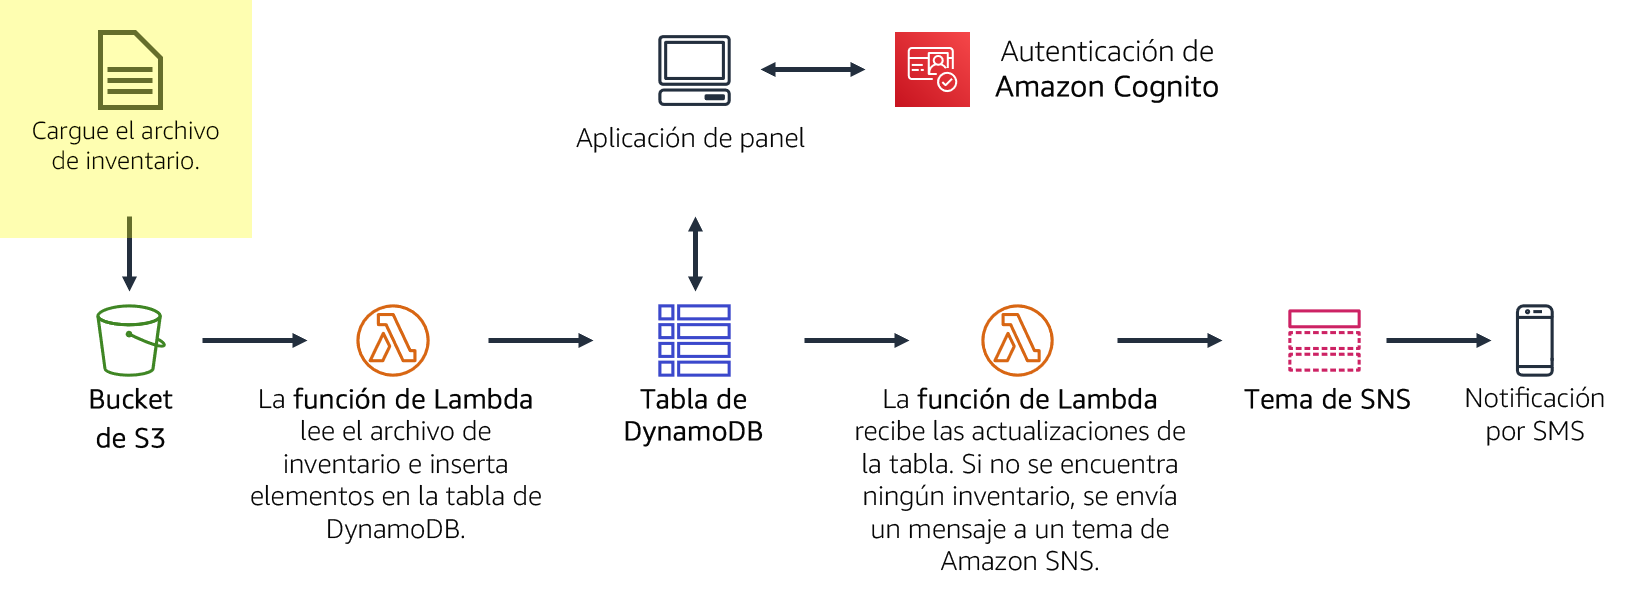 Cargue el archivo
de inventario.
Aplicación de panel
Autenticación de
Amazon Cognito
Bucket
de S3
La función de Lambda
lee el archivo de
inventario e inserta
elementos en la tabla de
DynamoDB.
Tabla de
DynamoDB
La función de Lambda
recibe las actualizaciones de
la tabla. Si no se encuentra
ningún inventario, se envía
un mensaje a un tema de
Amazon SNS.
Tema de SNS
Notificación
por SMS